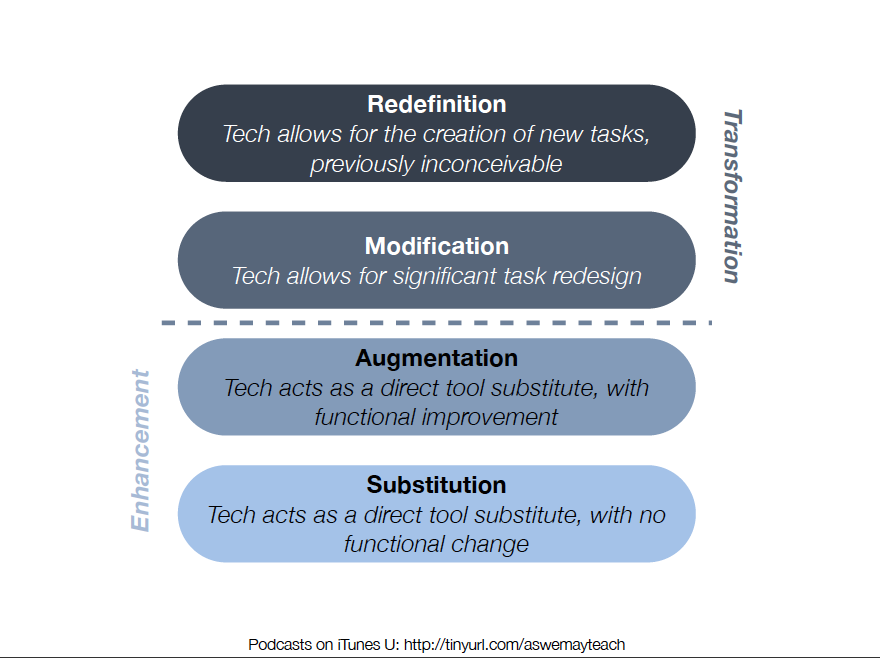 Redefinition
Tech allows for the creation of new tasks,
previously inconceivable
Transformation
Modification
Tech allows for significant task redesign
Augmentation
Tech acts as a direct tool substitute, with
functional improvement
Enhancement
Substitution
Tech acts as a direct tool substitute, with no
functional change
Podcasts on iTunes U: http://tinyurl.com/aswemayteach